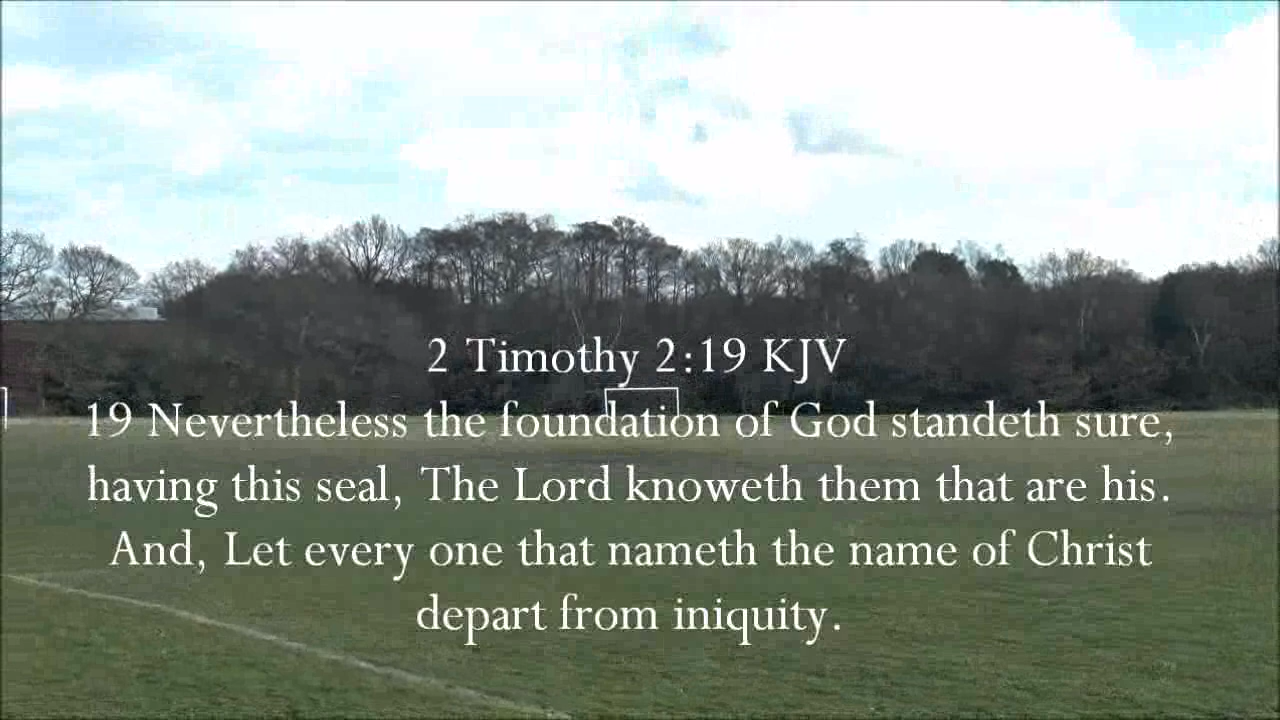 2 Timothy 2:19 KJV
19 Nevertheless the foundation of God standeth sure,
having this seal, The Lord knoweth them that are his.
And, Let every one that nameth the name of Christ
depart from iniquity.